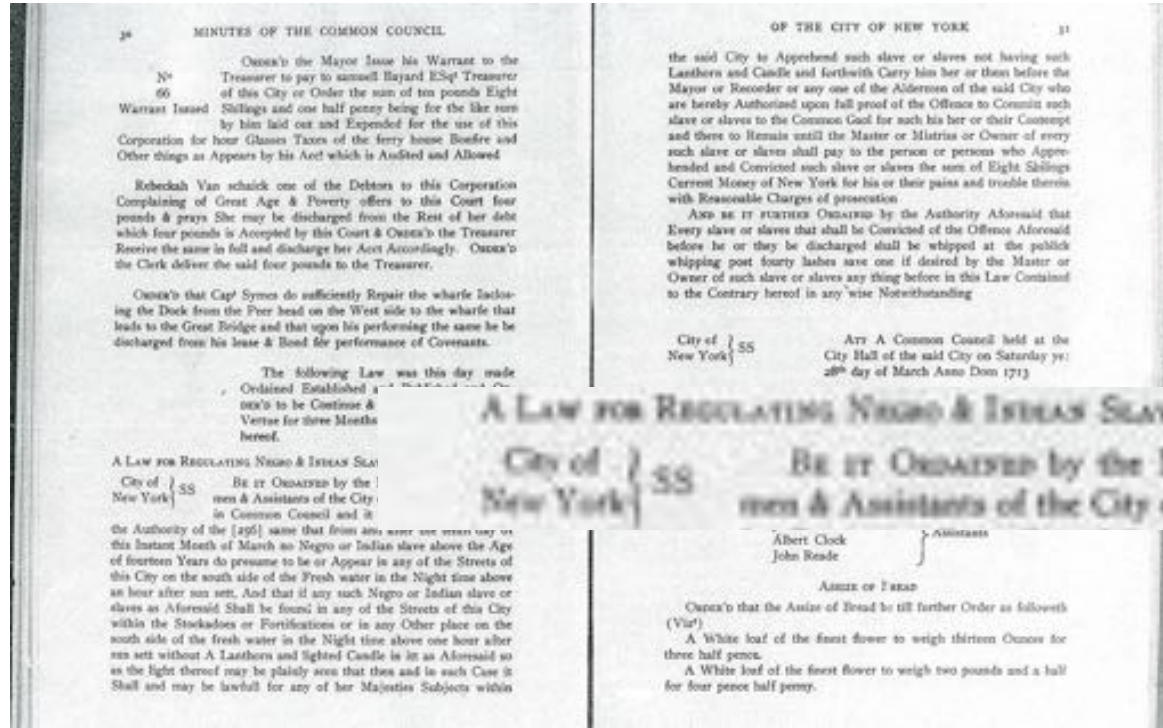 30 MINUTES OF THE COMMON COUNCIL
ORDER'D the Mayor Issue his Warrant to the
Nº Treasurer to pay to samuell Bayard ESqr Treasurer
66 of this City or Order the sum of ten pounds Eight
Warrant Issued Shillings and one half penny being for the like sum
by him laid out and Expended for the use of this
Corporation for hour Glasses Taxes of the ferry house Bonfire and
Other things as Appears by his Acct which is Audited and Allowed
Rebeckah Van schaick one of the Debtors to this Corporation
Complaining of Great Age & Poverty offers to this Court four
pounds & prays She may be discharged from the Rest of her debt
which four pounds is Accepted by this Court & ORDER'D the Treasurer
Receive the same in full and discharge her Acct Accordingly. ORDER'D
the Clerk deliver the said four pounds to the Treasurer.
ORDER'D that Capt Symes do sufficiently Repair the wharfe Inclos-
ing the Dock from the Peer head on the West side to the wharfe that
leads to the Great Bridge and that upon his performing the same he be
discharged from his lease & Bond for performance of Covenants.
The following Law was this day made
Ordained Established and Published and Or-
DER'D to be Continue &
Vertue for three Months
hereof.
A LAW FOR REGULATING NEGRO & INDIAN SLA
City of } SS BE IT ORDAINED by the
New York men & Assistants of the City
in Common Council and it
the Authority of the [296] same that from and after the day of
this Instant Month of March no Negro or Indian slave above the Age
of fourteen Years do presume to be or Appear in any of the Streets of
this City on the south side of the Fresh water in the Night time above
an hour after sun sett, And that if any such Negro or Indian slave or
slaves as Aforesaid Shall be found in any of the Streets of this City
within the Stockadoes or Fortifications or in any Other place on the
south side of the fresh water in the Night time above one hour after
sun sett without A Lanthorn and lighted Candle in itt as Aforesaid so
as the light thereof may be plainly seen that then and in such Case it
Shall and may be lawfull for any of her Majesties Subjects within
OF THE CITY OF NEW YORK 31
the said City to Apprehend such slave or slaves not having such
Lanthorn and Candle and forthwith Carry him her or them before the
Mayor or Recorder or any one of the Aldermen of the said City who
are hereby Authorized upon full proof of the Offence to Committ such
slave or slaves to the Common Gaol for such his her or their Contempt
and there to Remain untill the Master or Mistriss or Owner of every
such slave or slaves shall pay to the person or persons who Appre-
hended and Convicted such slave or slaves the sum of Eight Shilings
Current Money of New York for his or their pains and trouble therein
with Reasonable Charges of prosecution
AND BE IT FURTHER ORDAINED by the Authority Aforesaid that
Every slave or slaves that shall be Convicted of the Offence Aforesaid
before he or they be discharged shall be whipped at the publick
whipping post fourty lashes save one if desired by the Master or
Owner of such slave or slaves any thing before in this Law Contained
to the Contrary hereof in any wise Notwithstanding
City of } SS ATT A Common Council held at the
New York City Hall of the said City on Saturday ye:
28th day of March Anno Dom 1713
A LAW FOR REGULATING NEGRO & INDIAN SLAV
City of } SS BE IT ORDAINED by the
New York men & Assistants of the City
Albert Clock } Assistants
John Reade
ASSIZE OF BREAD
ORDER'D that the Assize of Bread be till further Order as followeth
(Vizt)
A White loaf of the finest flower to weigh thirteen Ounces for
three half pence.
A White loaf of the finest flower to weigh two pounds and a half
for four pence half penny.